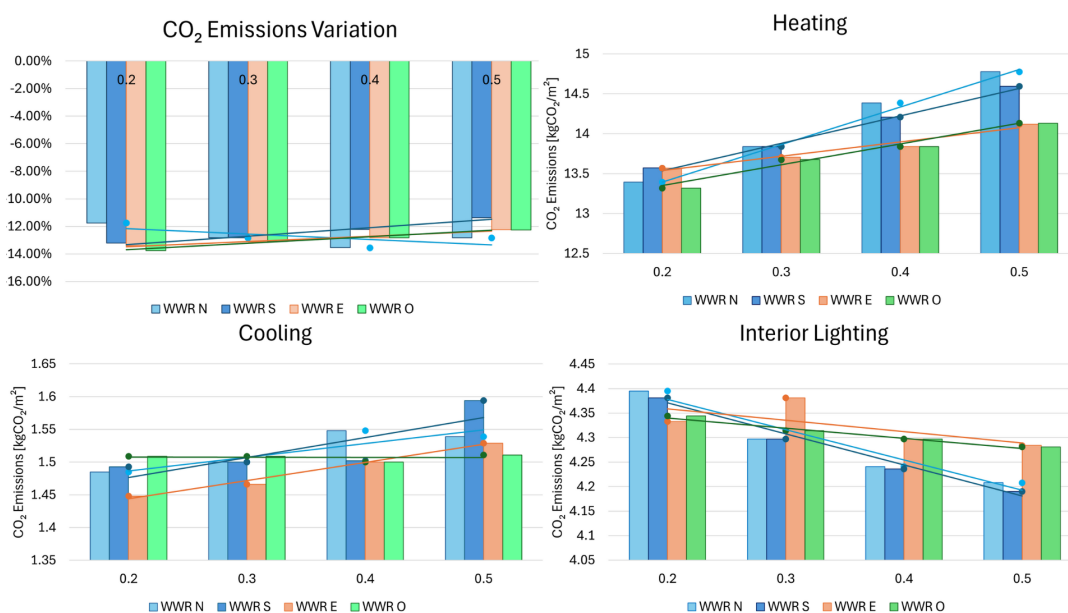 CO₂ Emissions Variation
0.00%
-2.00%
-4.00%
-6.00%
-8.00%
10.00%
12.00%
14.00%
16.00%
0.2 0.3 0.4 0.5
WWR N WWR S WWR E WWR O
Heating
CO₂ Emissions [kgCO₂/m²]
15
14.5
14
13.5
13
12.5
0.2 0.3 0.4 0.5
WWR N WWR S WWR E WWR O
Cooling
CO₂ Emissions [kgCO₂/m²]
1.65
1.6
1.55
1.5
1.45
1.4
1.35
0.2 0.3 0.4 0.5
WWR N WWR S WWR E WWR O
Interior Lighting
CO₂ Emissions [kgCO₂/m²]
4.45
4.4
4.35
4.3
4.25
4.2
4.15
4.1
4.05
0.2 0.3 0.4 0.5
WWR N WWR S WWR E WWR O